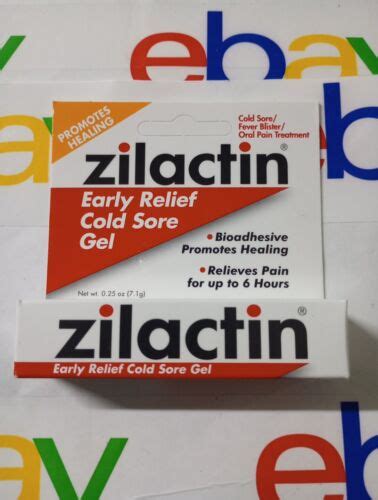 ebay
PROMOTES
HEALING
Cold Sore/
Fever Blister/
Oral Pain Treatment
zilactin®
Early Relief
Cold Sore
Gel
• Bioadhesive
Promotes Healing
• Relieves Pain
for up to 6 Hours
Net wt. 0.25 oz (7.1g)
zilactin®
Early Relief Cold Sore Gel
ebay